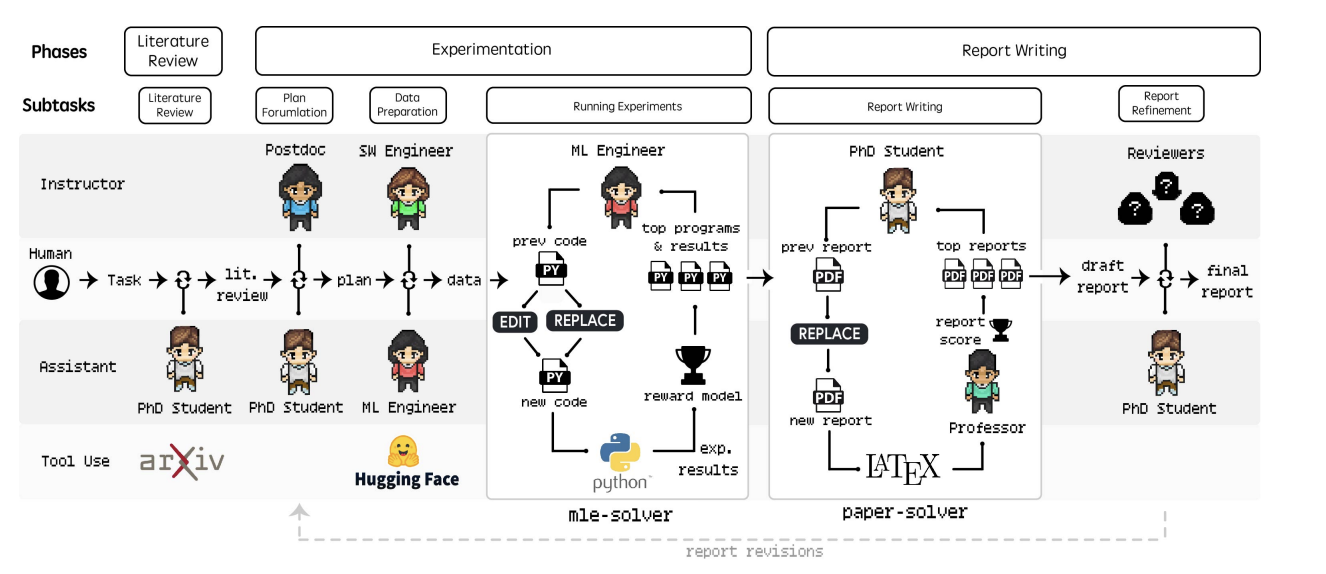 Phases
Literature
Review
Experimentation
Report Writing
Subtasks
Literature
Review
Plan
Forumlation
Data
Preparation
Running Experiments
Report Writing
Report
Refinement
Instructor
Postdoc
SW Engineer
ML Engineer
PhD Student
Reviewers
? ? ?
prev code
PY
top programs
& results
PY PY PY
prev report
PDF
top reports
PDF PDF PDF
Human
Task
lit.
review
plan
data
draft
report
final
report
EDIT
REPLACE
REPLACE
report
score
Assistant
PhD Student
PhD Student
ML Engineer
PY
new code
reward model
PDF
new report
Professor
PhD Student
Tool Use
arXiv
Hugging Face
python
exp.
results
LATEX
mle-solver
paper-solver
report revisions